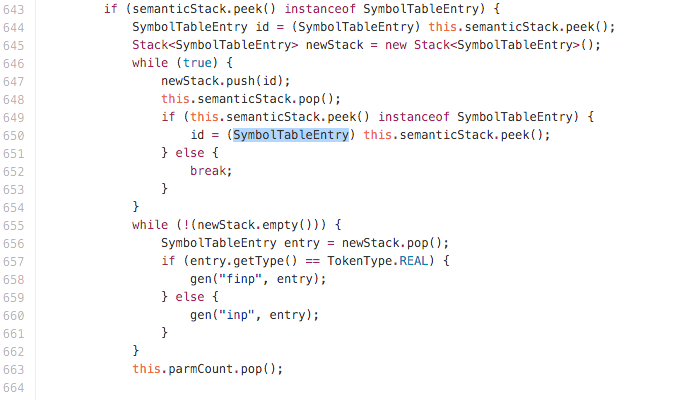 643 if (semanticStack.peek() instanceof SymbolTableEntry) {
644 SymbolTableEntry id = (SymbolTableEntry) this.semanticStack.peek();
645 Stack<SymbolTableEntry> newStack = new Stack<SymbolTableEntry>();
646 while (true) {
647 newStack.push(id);
648 this.semanticStack.pop();
649 if (this.semanticStack.peek() instanceof SymbolTableEntry) {
650 id = (SymbolTableEntry) this.semanticStack.peek();
651 } else {
652 break;
653 }
654 }
655 while (!(newStack.empty())) {
656 SymbolTableEntry entry = newStack.pop();
657 if (entry.getType() == TokenType.REAL) {
658 gen("finp", entry);
659 } else {
660 gen("inp", entry);
661 }
662 }
663 this.parmCount.pop();
664